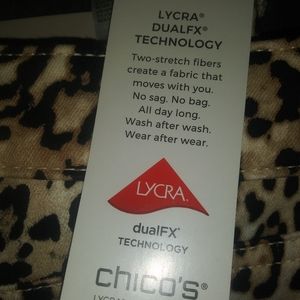 LYCRA®
DUALFX®
TECHNOLOGY
Two-stretch fibers
create a fabric that
moves with you.
No sag. No bag.
All day long.
Wash after wash.
Wear after wear.
LYCRA®
dualFX®
TECHNOLOGY
chico's®